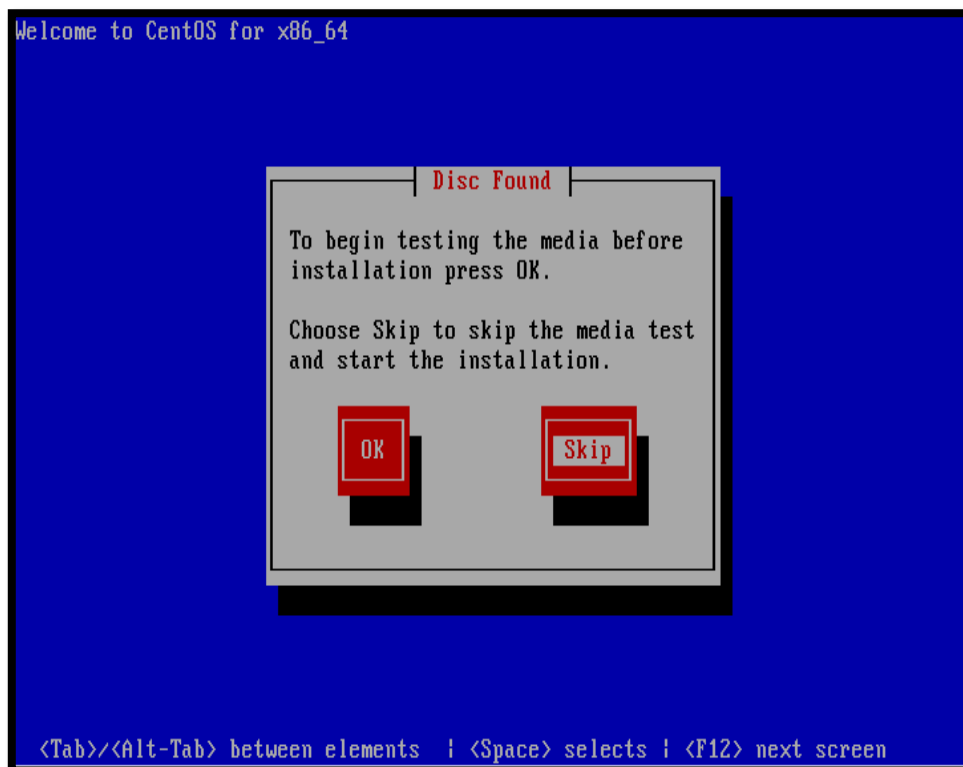 Welcome to CentOS for x86_64
Disc Found
To begin testing the media before
installation press OK.
Choose Skip to skip the media test
and start the installation.
OK
Skip
<Tab>/<Alt-Tab> between elements | <Space> selects | <F12> next screen